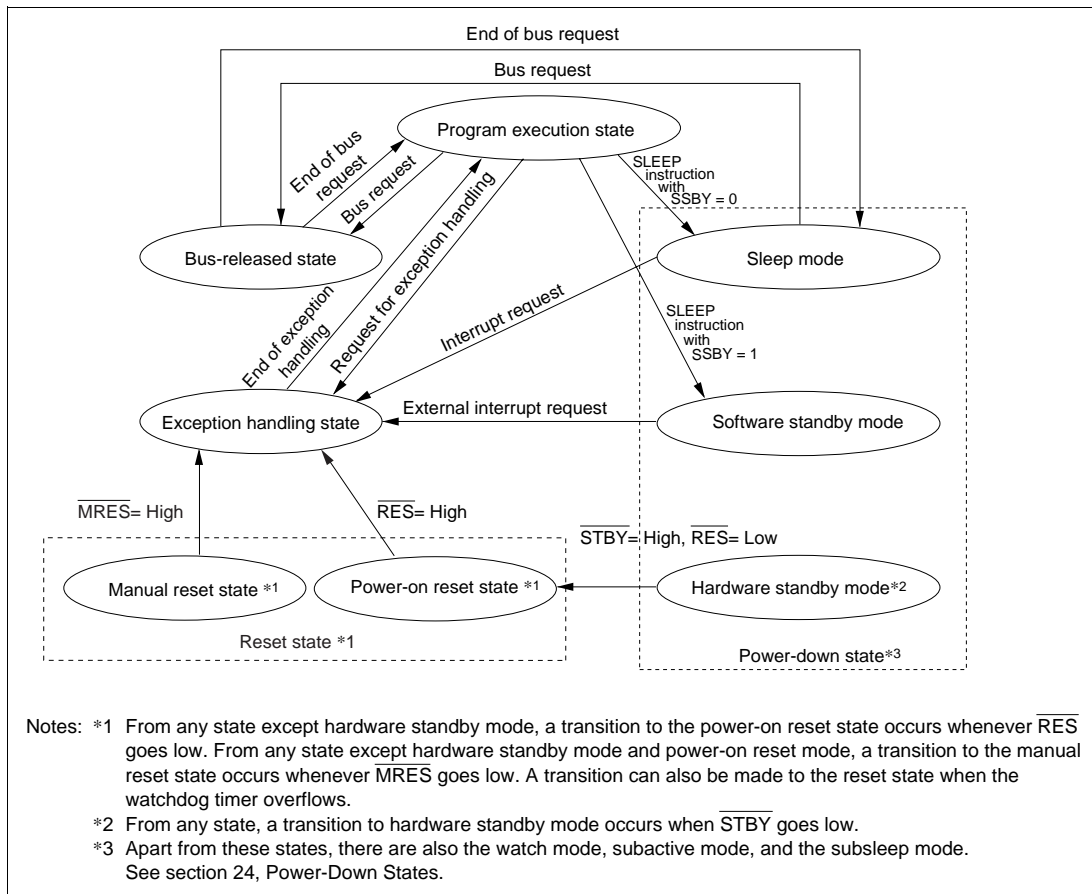 End of bus request
Bus request
Program execution state
End of bus
request
Bus request
SLEEP
instruction
with
SSBY = 0
Bus-released state
Sleep mode
End of exception
handling
Request for exception handling
Interrupt request
SLEEP
instruction
with
SSBY = 1
Exception handling state
External interrupt request
Software standby mode
M̅R̅E̅S̅= High
R̅E̅S̅= High
S̅T̅B̅Y̅= High, R̅E̅S̅= Low
Manual reset state *1
Power-on reset state *1
Hardware standby mode*2
Reset state *1
Power-down state*3
Notes: *1 From any state except hardware standby mode, a transition to the power-on reset state occurs whenever R̅E̅S̅
goes low. From any state except hardware standby mode and power-on reset mode, a transition to the manual
reset state occurs whenever M̅R̅E̅S̅ goes low. A transition can also be made to the reset state when the
watchdog timer overflows.
*2 From any state, a transition to hardware standby mode occurs when S̅T̅B̅Y̅ goes low.
*3 Apart from these states, there are also the watch mode, subactive mode, and the subsleep mode.
See section 24, Power-Down States.